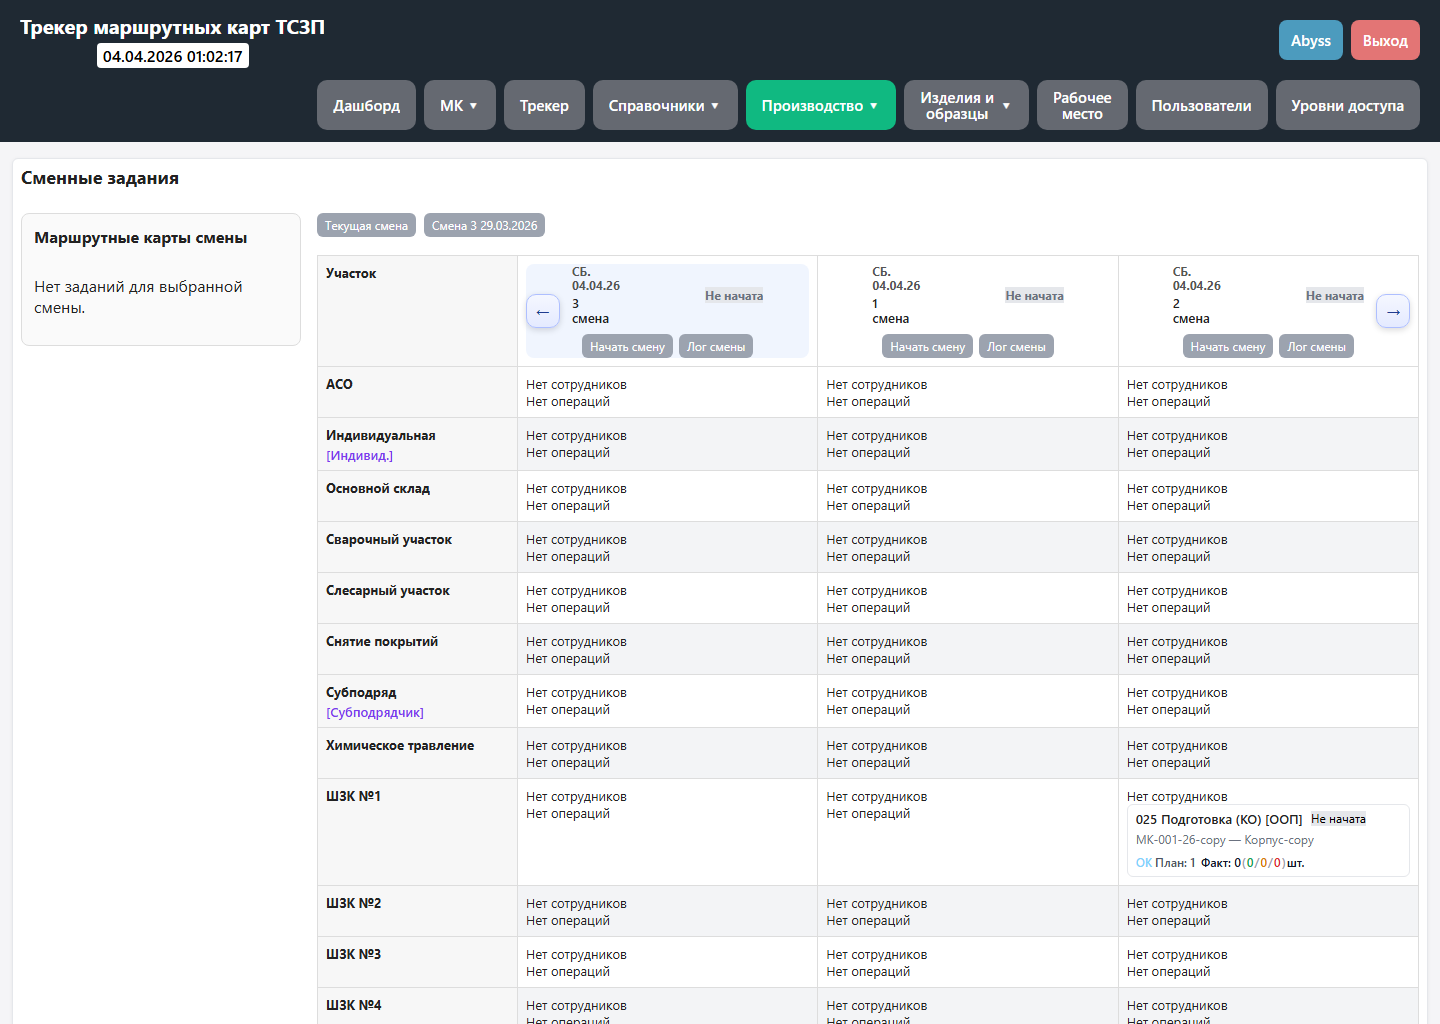 Трекер маршрутных карт ТСЗП
04.04.2026 01:02:17
Abyss
Выход
Дашборд
МК ▼
Трекер
Справочники ▼
Производство ▼
Изделия и
образцы ▼
Рабочее
место
Пользователи
Уровни доступа
Сменные задания
Маршрутные карты смены
Нет заданий для выбранной
смены.
Текущая смена
Смена 3 29.03.2026
Участок
←
СБ.
04.04.26
3
смена
Не начата
Начать смену
Лог смены
СБ.
04.04.26
1
смена
Не начата
Начать смену
Лог смены
СБ.
04.04.26
2
смена
Не начата
→
Начать смену
Лог смены
АСО
Нет сотрудников
Нет операций
Нет сотрудников
Нет операций
Нет сотрудников
Нет операций
Индивидуальная
[Индивид.]
Нет сотрудников
Нет операций
Нет сотрудников
Нет операций
Нет сотрудников
Нет операций
Основной склад
Нет сотрудников
Нет операций
Нет сотрудников
Нет операций
Нет сотрудников
Нет операций
Сварочный участок
Нет сотрудников
Нет операций
Нет сотрудников
Нет операций
Нет сотрудников
Нет операций
Слесарный участок
Нет сотрудников
Нет операций
Нет сотрудников
Нет операций
Нет сотрудников
Нет операций
Снятие покрытий
Нет сотрудников
Нет операций
Нет сотрудников
Нет операций
Нет сотрудников
Нет операций
Субподряд
[Субподрядчик]
Нет сотрудников
Нет операций
Нет сотрудников
Нет операций
Нет сотрудников
Нет операций
Химическое травление
Нет сотрудников
Нет операций
Нет сотрудников
Нет операций
Нет сотрудников
Нет операций
ШЗК №1
Нет сотрудников
Нет операций
Нет сотрудников
Нет операций
Нет сотрудников
025 Подготовка (КО) [ООП] Не начата
МК-001-26-copy — Корпус-copy
ОК План: 1 Факт: 0(0/0/0)шт.
ШЗК №2
Нет сотрудников
Нет операций
Нет сотрудников
Нет операций
Нет сотрудников
Нет операций
ШЗК №3
Нет сотрудников
Нет операций
Нет сотрудников
Нет операций
Нет сотрудников
Нет операций
ШЗК №4
Нет сотрудников
Нет операций
Нет сотрудников
Нет операций
Нет сотрудников
Нет операций